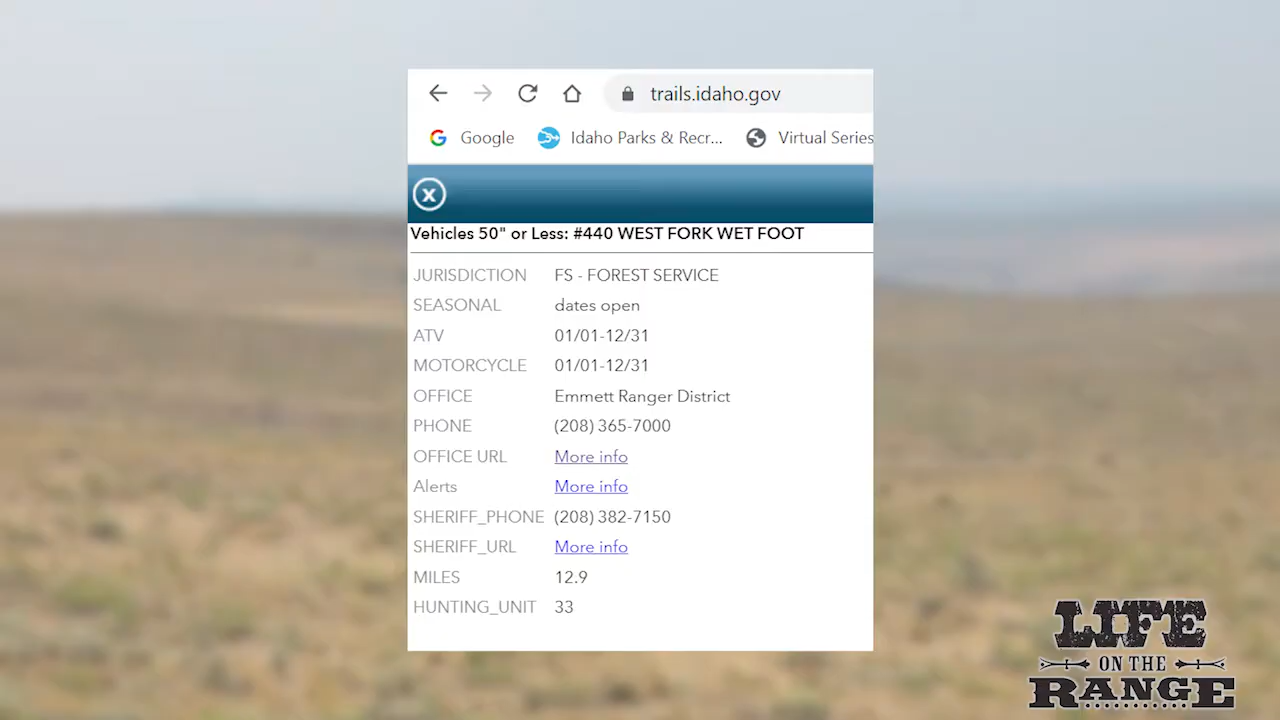 trails.idaho.gov
Google Idaho Parks & Recr... Virtual Series
x
Vehicles 50" or Less: #440 WEST FORK WET FOOT
JURISDICTION FS - FOREST SERVICE
SEASONAL dates open
ATV 01/01-12/31
MOTORCYCLE 01/01-12/31
OFFICE Emmett Ranger District
PHONE (208) 365-7000
OFFICE URL More info
Alerts More info
SHERIFF_PHONE (208) 382-7150
SHERIFF_URL More info
MILES 12.9
HUNTING_UNIT 33
LIFE
ON THE
RANGE